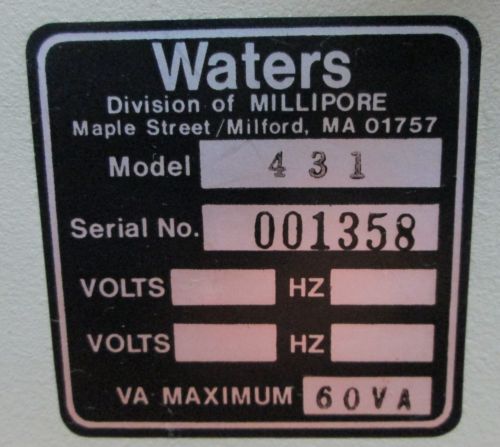 Waters
Division of MILLIPORE
Maple Street/Milford, MA 01757
Model 431
Serial No. 001358
VOLTS HZ
VOLTS HZ
VA MAXIMUM 60VA